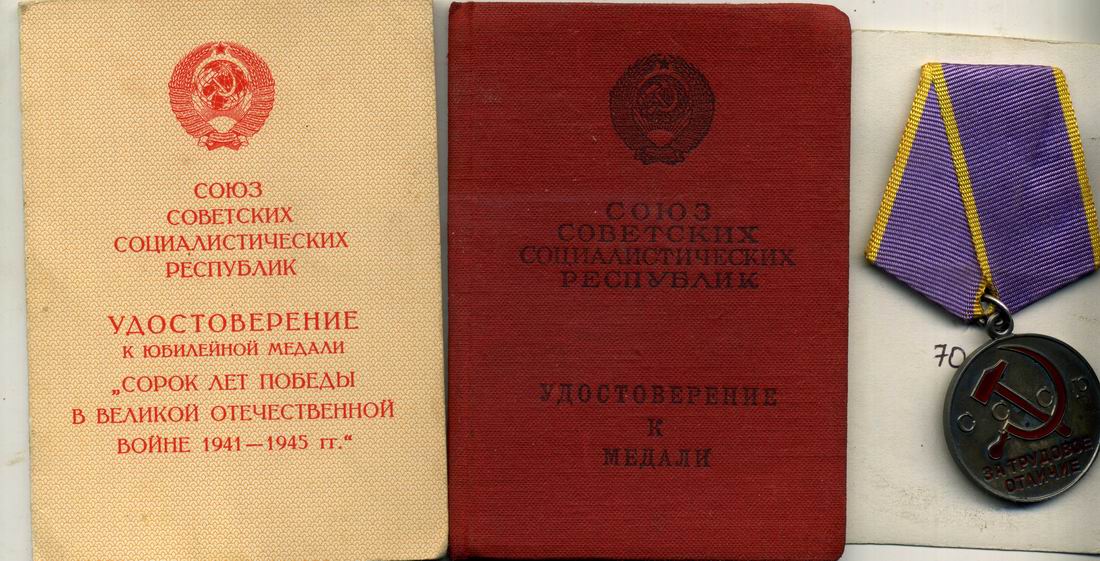 СОЮЗ
СОВЕТСКИХ
СОЦИАЛИСТИЧЕСКИХ
РЕСПУБЛИК
УДОСТОВЕРЕНИЕ
К ЮБИЛЕЙНОЙ МЕДАЛИ
„СОРОК ЛЕТ ПОБЕДЫ
В ВЕЛИКОЙ ОТЕЧЕСТВЕННОЙ
ВОЙНЕ 1941—1945 гг.“
СОЮЗ
СОВЕТСКИХ
СОЦИАЛИСТИЧЕСКИХ
РЕСПУБЛИК
УДОСТОВЕРЕНИЕ
К
МЕДАЛИ
70
СССР
ЗА ТРУДОВОЕ
ОТЛИЧИЕ